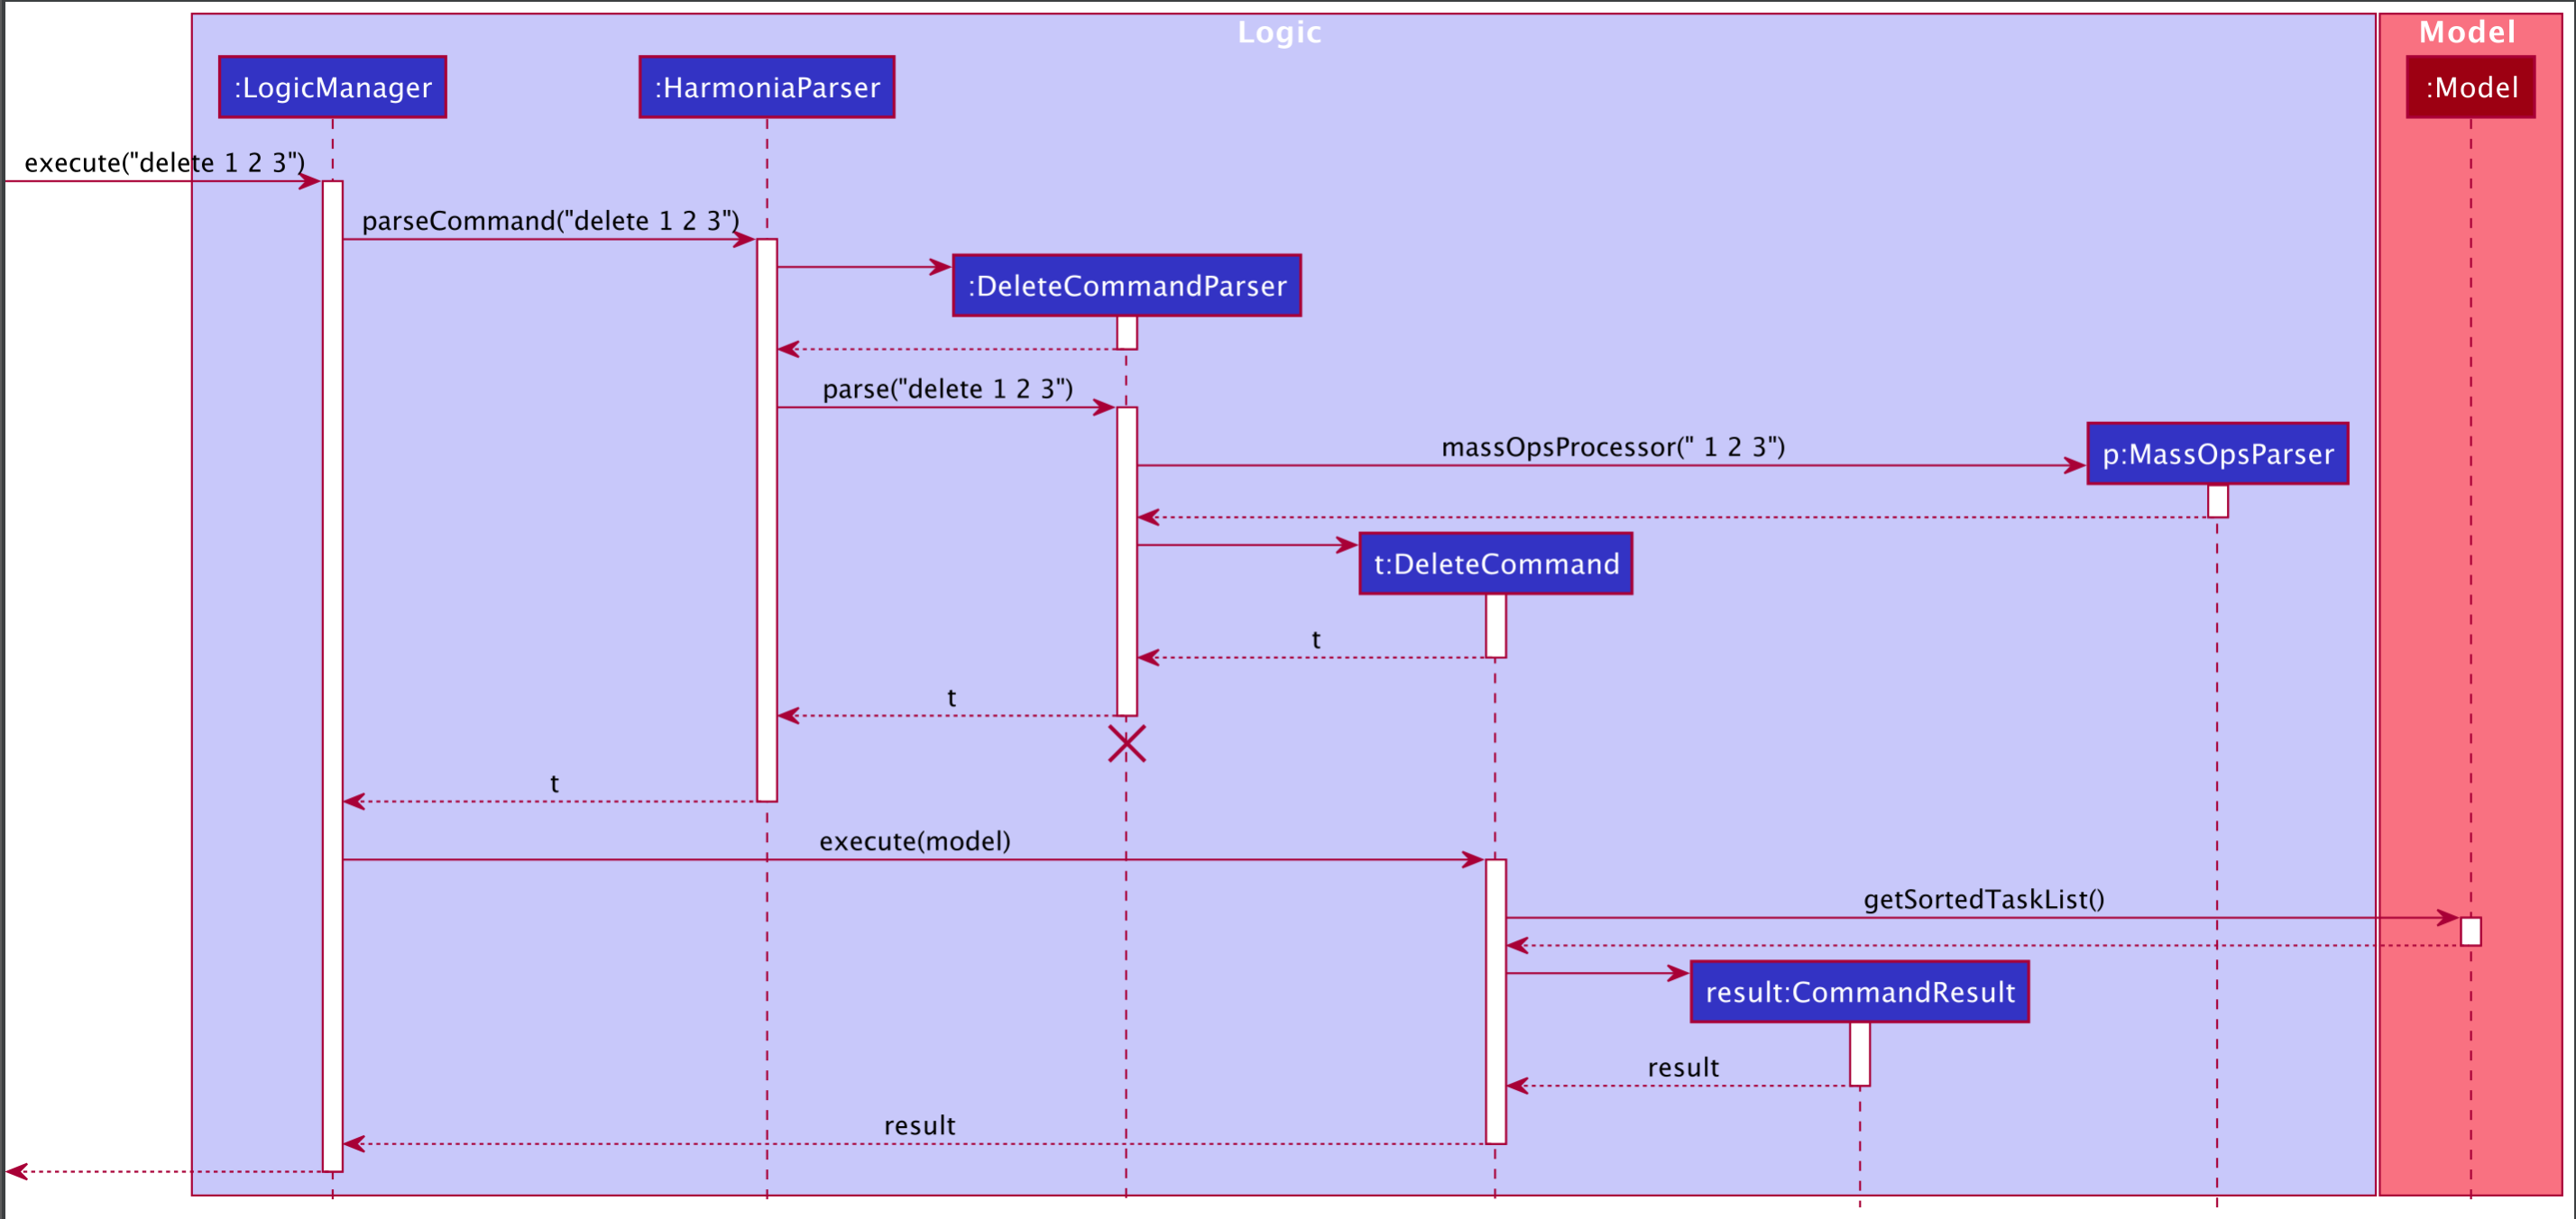 Logic
Model
:LogicManager
:HarmoniaParser
:Model
execute("delete 1 2 3")
parseCommand("delete 1 2 3")
:DeleteCommandParser
parse("delete 1 2 3")
massOpsProcessor(" 1 2 3")
p:MassOpsParser
t:DeleteCommand
t
t
t
execute(model)
getSortedTaskList()
result:CommandResult
result
result